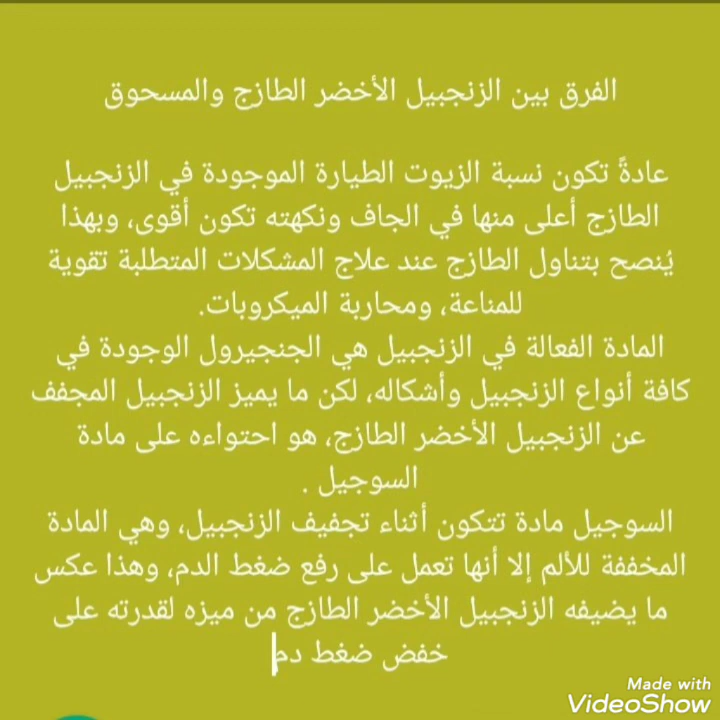 الفرق بين الزنجبيل الأخضر الطازج والمسحوق
عادةً تكون نسبة الزيوت الطيارة الموجودة في الزنجبيل
الطازج أعلى منها في الجاف ونكهته تكون أقوى، وبهذا
يُنصح بتناول الطازج عند علاج المشكلات المتطلبة تقوية
للمناعة، ومحاربة الميكروبات.
المادة الفعالة في الزنجبيل هي الجنجيرول الوجودة في
كافة أنواع الزنجبيل وأشكاله، لكن ما يميز الزنجبيل المجفف
عن الزنجبيل الأخضر الطازج، هو احتواءه على مادة
السوجيل .
السوجيل مادة تتكون أثناء تجفيف الزنجبيل، وهي المادة
المخففة للألم إلا أنها تعمل على رفع ضغط الدم، وهذا عكس
ما يضيفه الزنجبيل الأخضر الطازج من ميزه لقدرته على
خفض ضغط دم
Made with
VideoShow